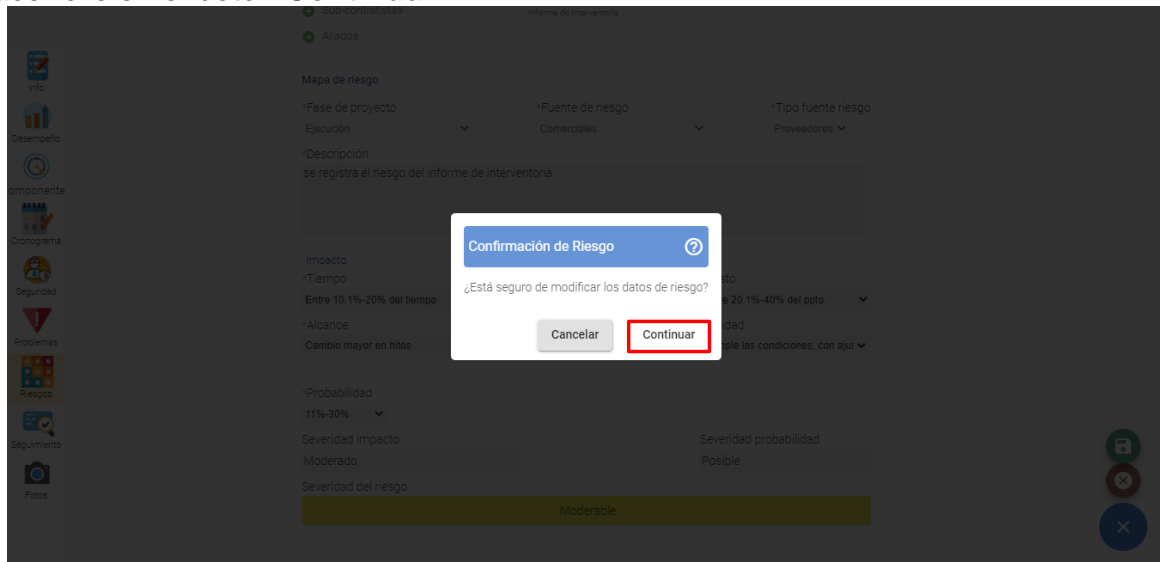 Sub-contratistas
Informe de interventoría
Aliados
Info
Desempeño
omponente
Cronograma
Seguridad
Problemas
Riesgos
Seguimiento
Fotos
Mapa de riesgo
*Fase de proyecto *Fuente de riesgo *Tipo fuente riesgo
Ejecución Comerciales Proveedores
*Descripción
se registra el riesgo del informe de interventoria
Confirmación de Riesgo
¿Está seguro de modificar los datos de riesgo?
Cancelar Continuar
Impacto
*Tiempo sto
Entre 10.1%-20% del tiempo e 20.1%-40% del ppto.
*Alcance dad
Cambio mayor en hitos mple las condiciones, con ajus
*Probabilidad
11%-30%
Severidad impacto Severidad probabilidad
Moderado Posible
Severidad del riesgo
Moderable